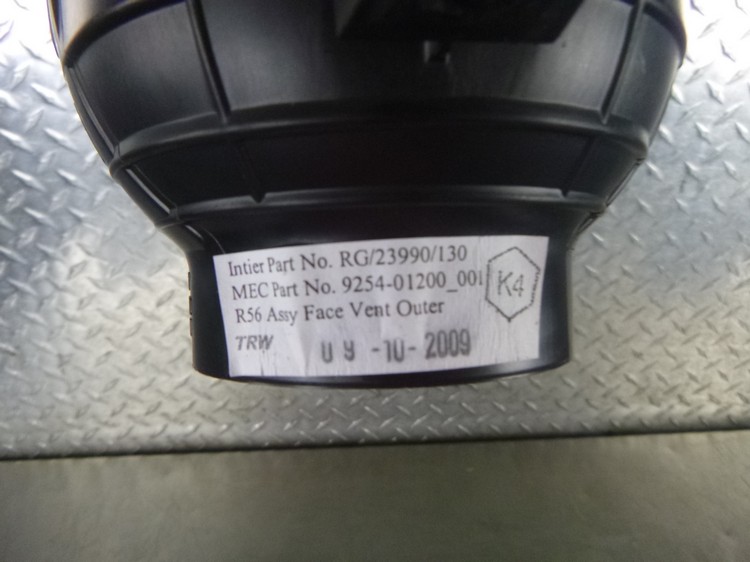 Intier Part No. RG/23990/130
MEC Part No. 9254-01200_001
R56 Assy Face Vent Outer
K4
TRW 09-10-2009